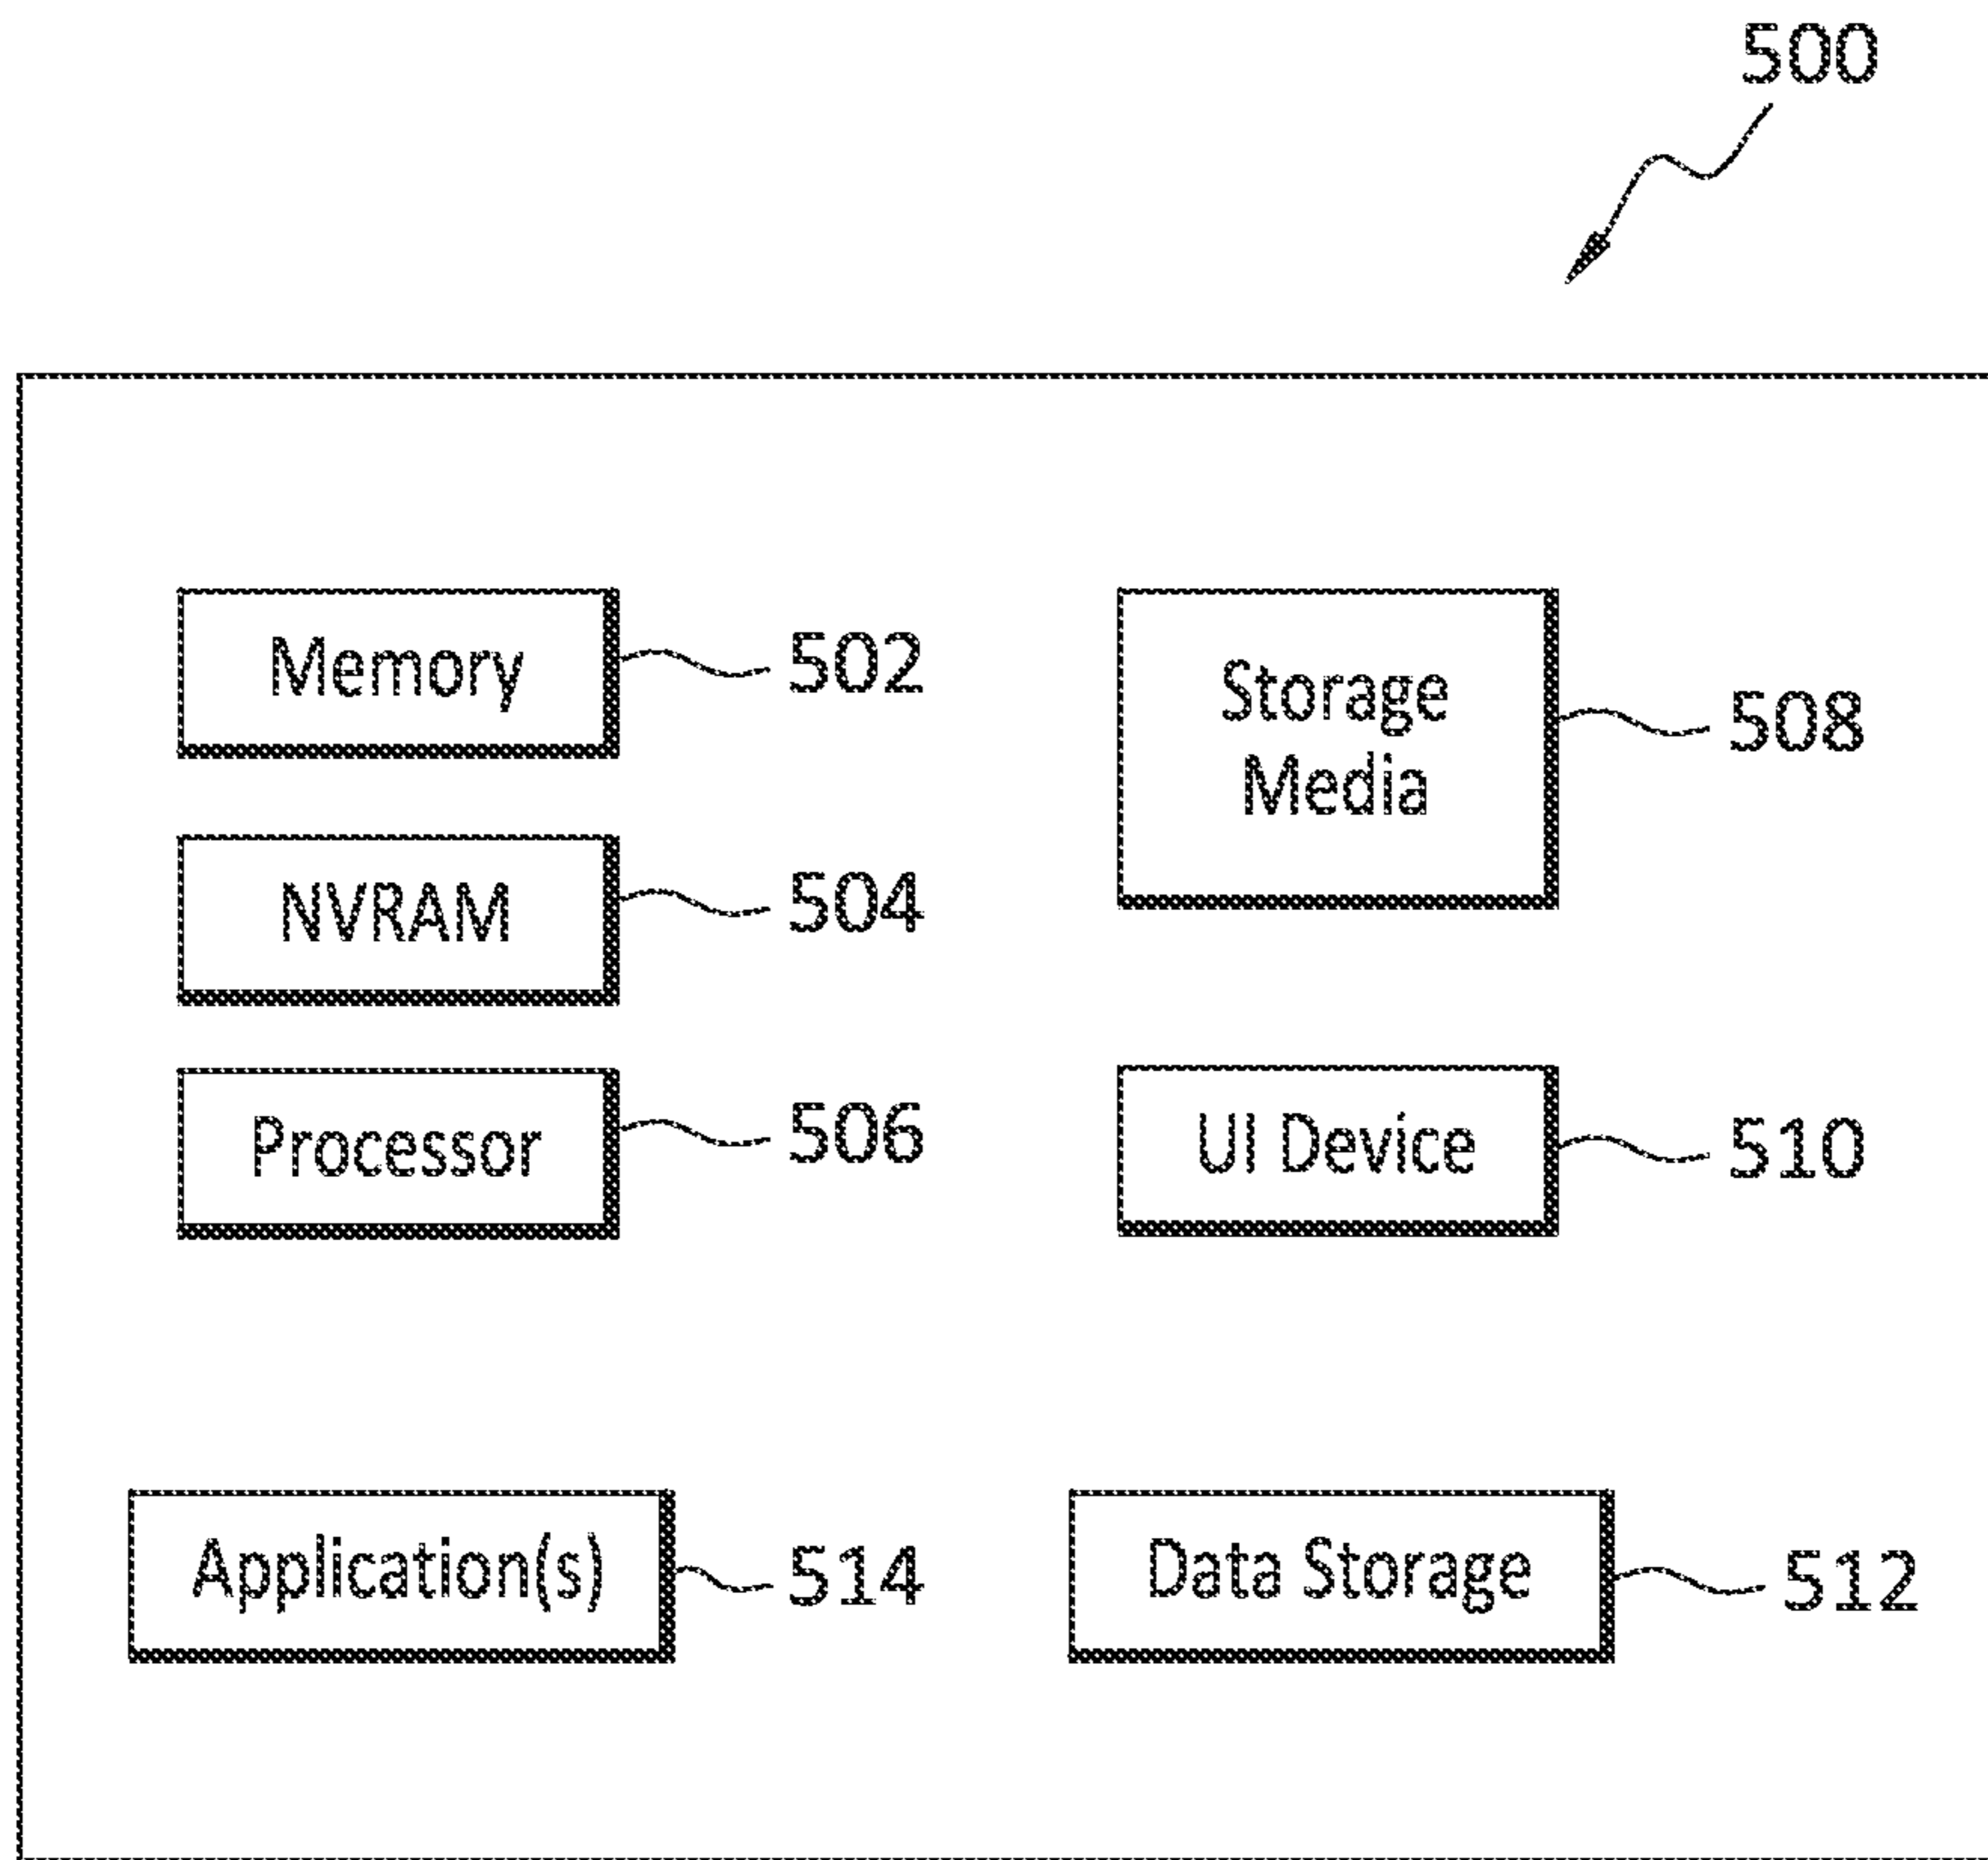 500
Memory
502
Storage
Media
508
NVRAM
504
Processor
506
UI Device
510
Application(s)
514
Data Storage
512